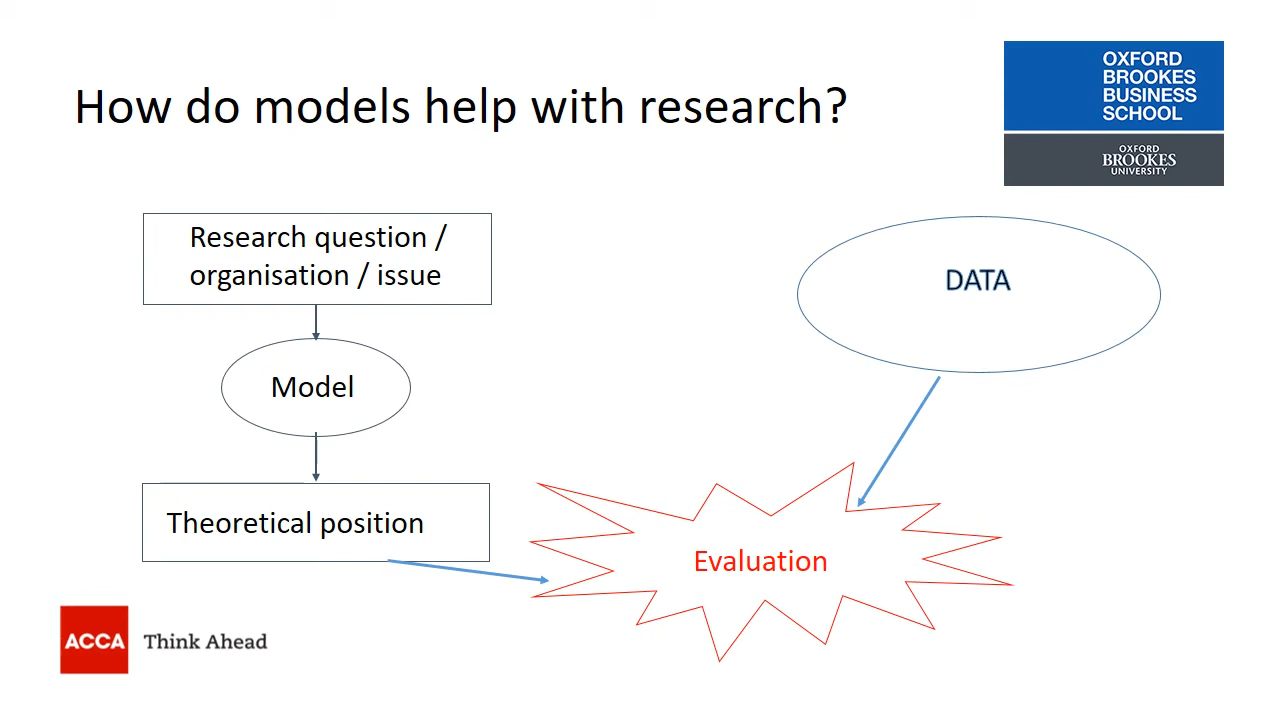 How do models help with research?
OXFORD
BROOKES
BUSINESS
SCHOOL
OXFORD
BROOKES
UNIVERSITY
Research question /
organisation / issue
DATA
Model
Theoretical position
Evaluation
ACCA Think Ahead